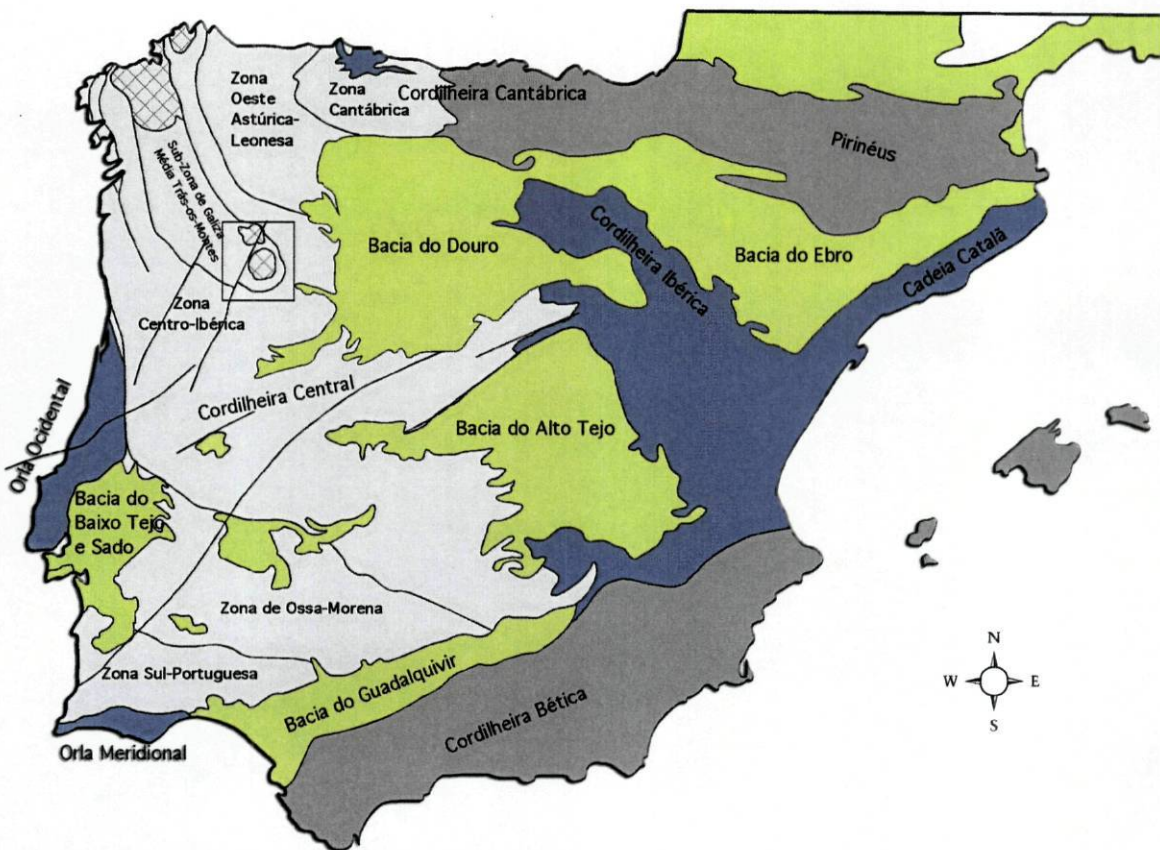 Zona
Oeste
Astúrica-
Leonesa
Zona
Cantábrica
Cordilheira Cantábrica
Pirinéus
Sub-Zona de Galiza
Média Trás-os-Montes
Bacia do Douro
Cordilheira Ibérica
Bacia do Ebro
Cadeia Catalã
Zona
Centro-Ibérica
Cordilheira Central
Bacia do Alto Tejo
Orla Ocidental
Bacia do
Baixo Tejo
e Sado
Zona de Ossa-Morena
Zona Sul-Portuguesa
Bacia do Guadalquivir
Cordilheira Bética
Orla Meridional
N
W
E
S